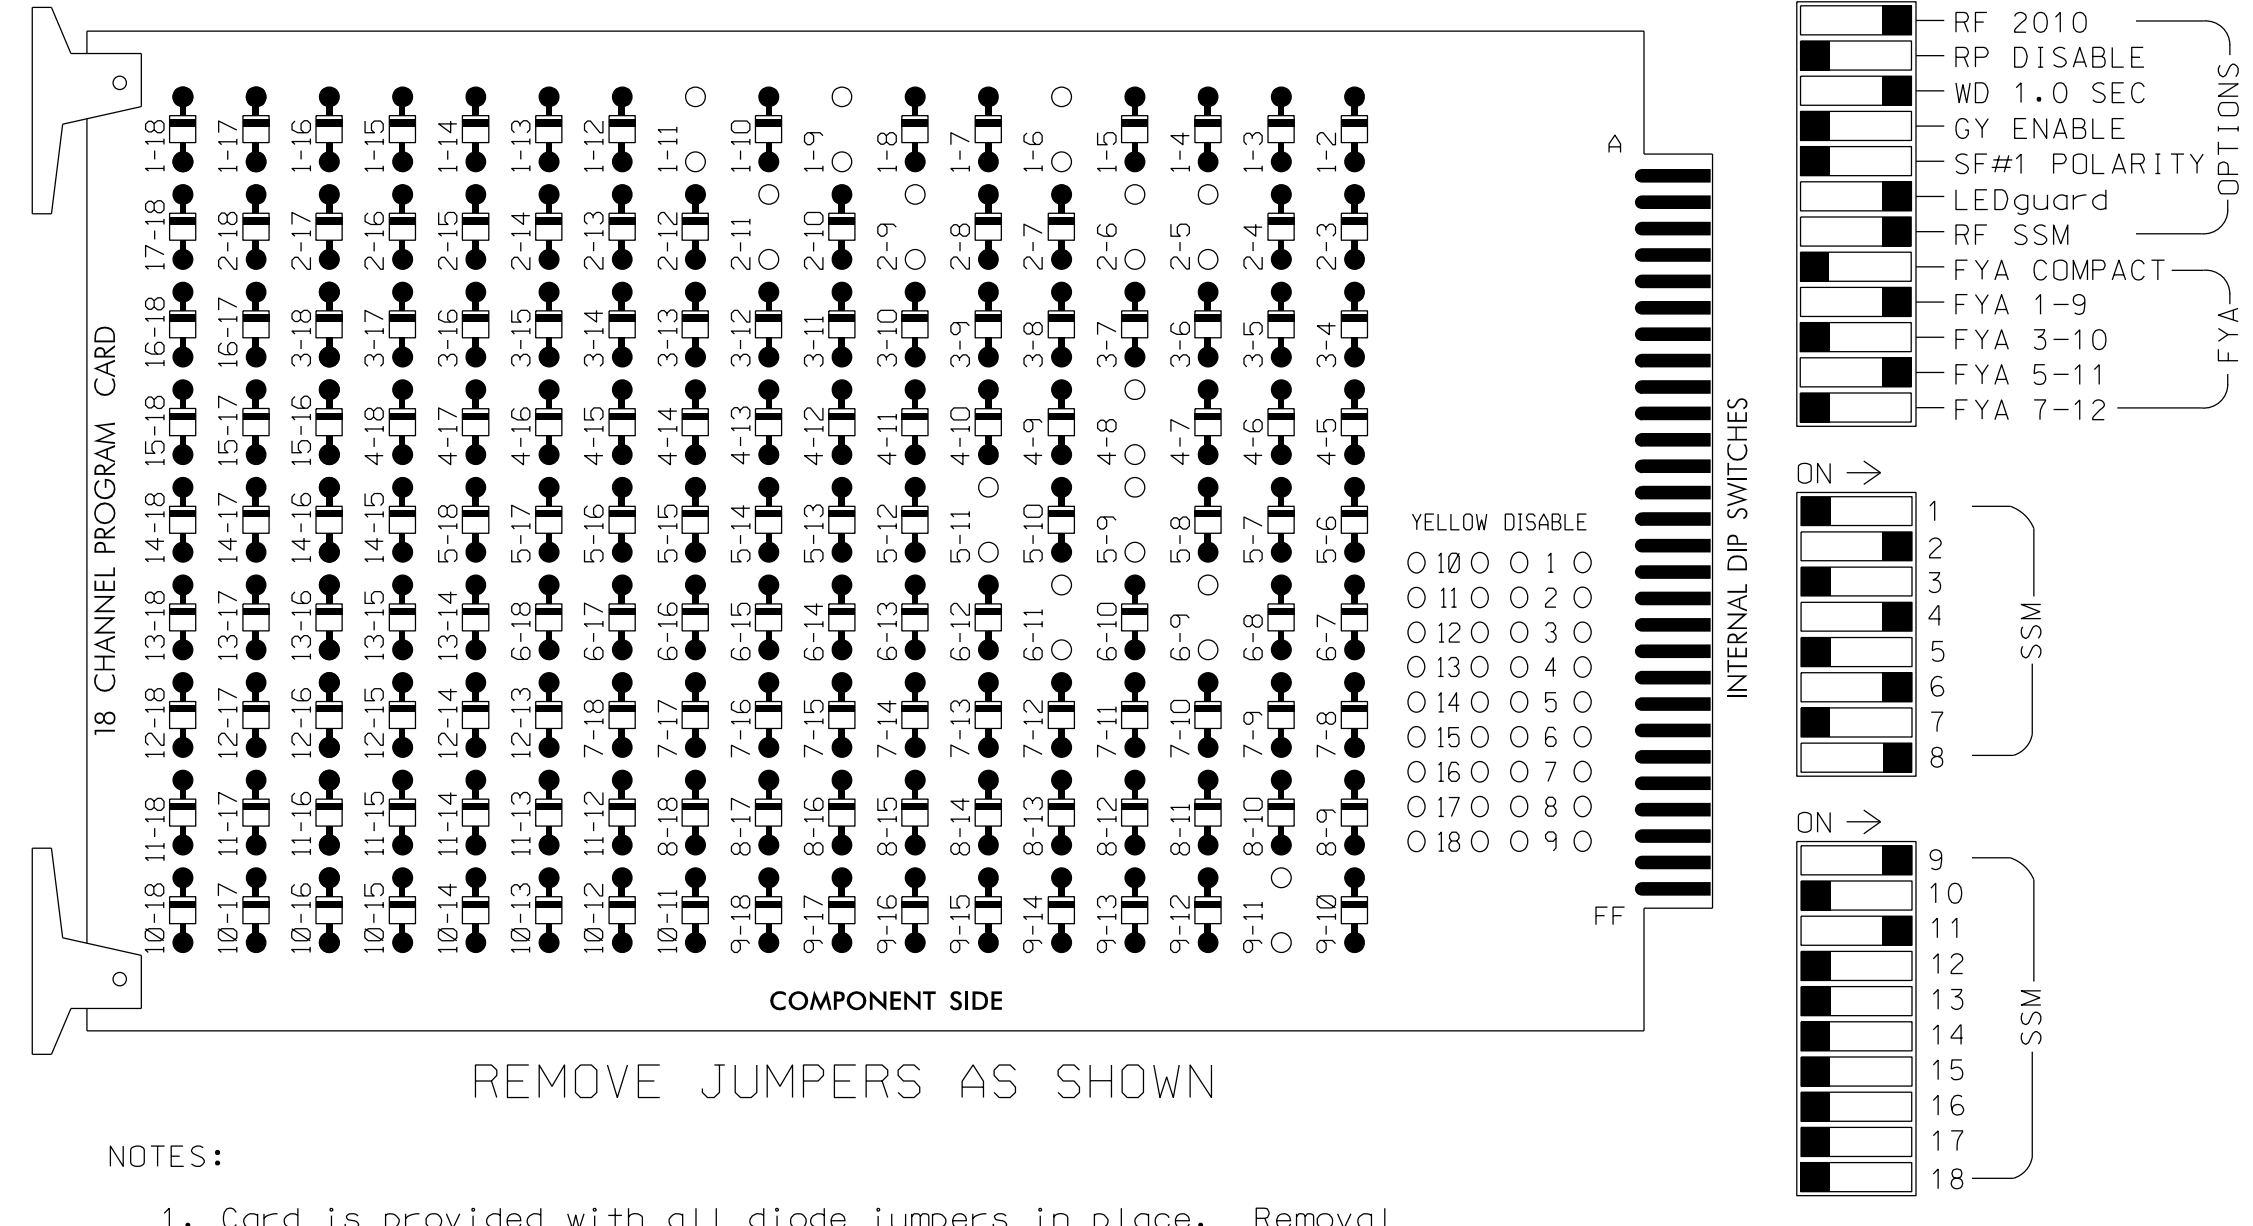 1-18 1-17 1-16 1-15 1-14 1-13 1-12 1-11 1-10 1-9 1-8 1-7 1-6 1-5 1-4 1-3 1-2
17-18 2-18 2-17 2-16 2-15 2-14 2-13 2-12 2-11 2-10 2-9 2-8 2-7 2-6 2-5 2-4 2-3
16-18 16-17 3-18 3-17 3-16 3-15 3-14 3-13 3-12 3-11 3-10 3-9 3-8 3-7 3-6 3-5 3-4
15-18 15-17 15-16 4-18 4-17 4-16 4-15 4-14 4-13 4-12 4-11 4-10 4-9 4-8 4-7 4-6 4-5
14-18 14-17 14-16 14-15 5-18 5-17 5-16 5-15 5-14 5-13 5-12 5-11 5-10 5-9 5-8 5-7 5-6
13-18 13-17 13-16 13-15 13-14 6-18 6-17 6-16 6-15 6-14 6-13 6-12 6-11 6-10 6-9 6-8 6-7
12-18 12-17 12-16 12-15 12-14 12-13 7-18 7-17 7-16 7-15 7-14 7-13 7-12 7-11 7-10 7-9 7-8
11-18 11-17 11-16 11-15 11-14 11-13 11-12 8-18 8-17 8-16 8-15 8-14 8-13 8-12 8-11 8-10 8-9
10-18 10-17 10-16 10-15 10-14 10-13 10-12 10-11 9-18 9-17 9-16 9-15 9-14 9-13 9-12 9-11 9-10
18 CHANNEL PROGRAM CARD
COMPONENT SIDE
YELLOW DISABLE
10 1
11 2
12 3
13 4
14 5
15 6
16 7
17 8
18 9
A
FF
INTERNAL DIP SWITCHES
RF 2010
RP DISABLE
WD 1.0 SEC
GY ENABLE
SF#1 POLARITY
LEDguard
RF SSM
OPTIONS
FYA COMPACT
FYA 1-9
FYA 3-10
FYA 5-11
FYA 7-12
FYA
ON →
1
2
3
4
5
6
7
8
SSM
ON →
9
10
11
12
13
14
15
16
17
18
SSM
REMOVE JUMPERS AS SHOWN
NOTES:
1. Card is provided with all diode jumpers in place. Removal